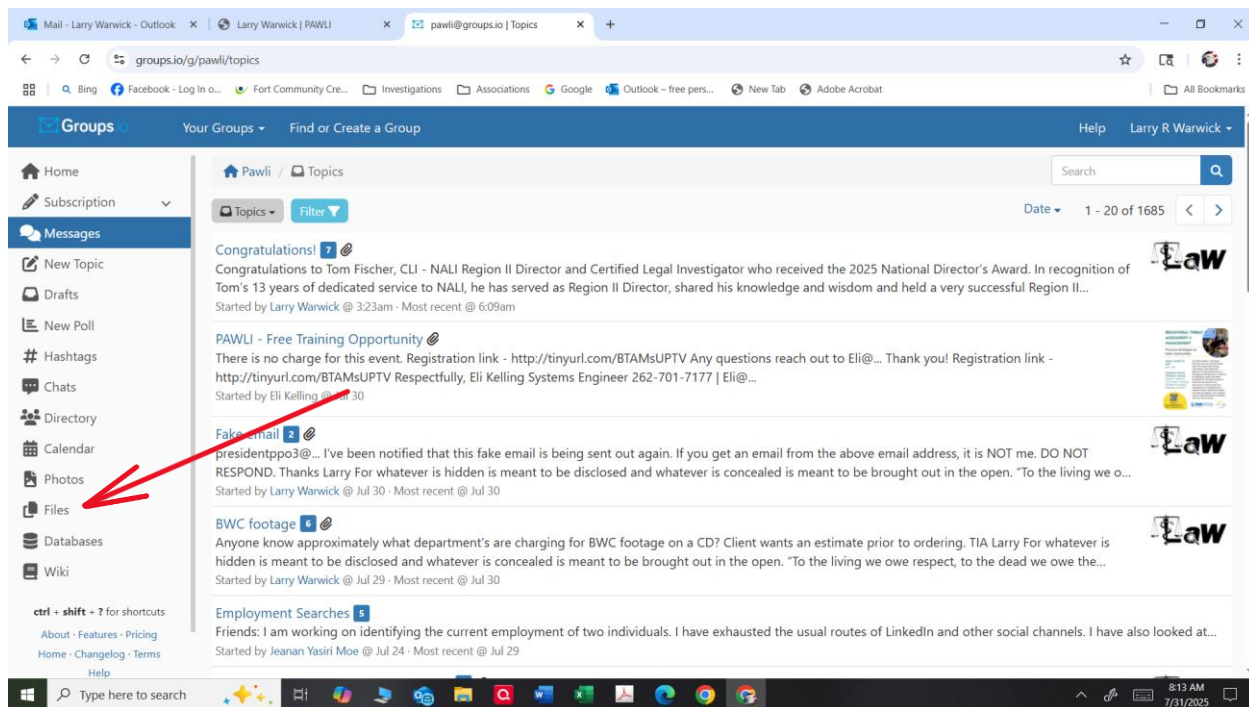 Mail - Larry Warwick - Outlook
Larry Warwick | PAWLI
pawli@groups.io | Topics
groups.io/g/pawli/topics
Bing
Facebook - Log In o...
Fort Community Cre...
Investigations
Associations
Google
Outlook – free pers...
New Tab
Adobe Acrobat
All Bookmarks
Groups.io
Your Groups
Find or Create a Group
Help
Larry R Warwick
Home
Subscription
Messages
New Topic
Drafts
New Poll
Hashtags
Chats
Directory
Calendar
Photos
Files
Databases
Wiki
ctrl + shift + ? for shortcuts
About · Features · Pricing
Home · Changelog · Terms
Help
Pawli / Topics
Search
Topics
Filter
Date
1 - 20 of 1685
Congratulations! 7
Congratulations to Tom Fischer, CLI - NALI Region II Director and Certified Legal Investigator who received the 2025 National Director's Award. In recognition of
Tom's 13 years of dedicated service to NALI, he has served as Region II Director, shared his knowledge and wisdom and held a very successful Region II...
Started by Larry Warwick @ 3:23am · Most recent @ 6:09am
Law
PAWLI - Free Training Opportunity
There is no charge for this event. Registration link - http://tinyurl.com/BTAMsUPTV Any questions reach out to Eli@... Thank you! Registration link -
http://tinyurl.com/BTAMsUPTV Respectfully, Eli Kelling Systems Engineer 262-701-7177 | Eli@...
Started by Eli Kelling @ Jul 30
Fake email 2
presidentppo3@... I've been notified that this fake email is being sent out again. If you get an email from the above email address, it is NOT me. DO NOT
RESPOND. Thanks Larry For whatever is hidden is meant to be disclosed and whatever is concealed is meant to be brought out in the open. "To the living we o...
Started by Larry Warwick @ Jul 30 · Most recent @ Jul 30
Law
BWC footage 6
Anyone know approximately what department's are charging for BWC footage on a CD? Client wants an estimate prior to ordering. TIA Larry For whatever is
hidden is meant to be disclosed and whatever is concealed is meant to be brought out in the open. "To the living we owe respect, to the dead we owe the...
Started by Larry Warwick @ Jul 29 · Most recent @ Jul 30
Law
Employment Searches 5
Friends: I am working on identifying the current employment of two individuals. I have exhausted the usual routes of LinkedIn and other social channels. I have also looked at...
Started by Jeanan Yasiri Moe @ Jul 24 · Most recent @ Jul 29
Type here to search
8:13 AM
7/31/2025